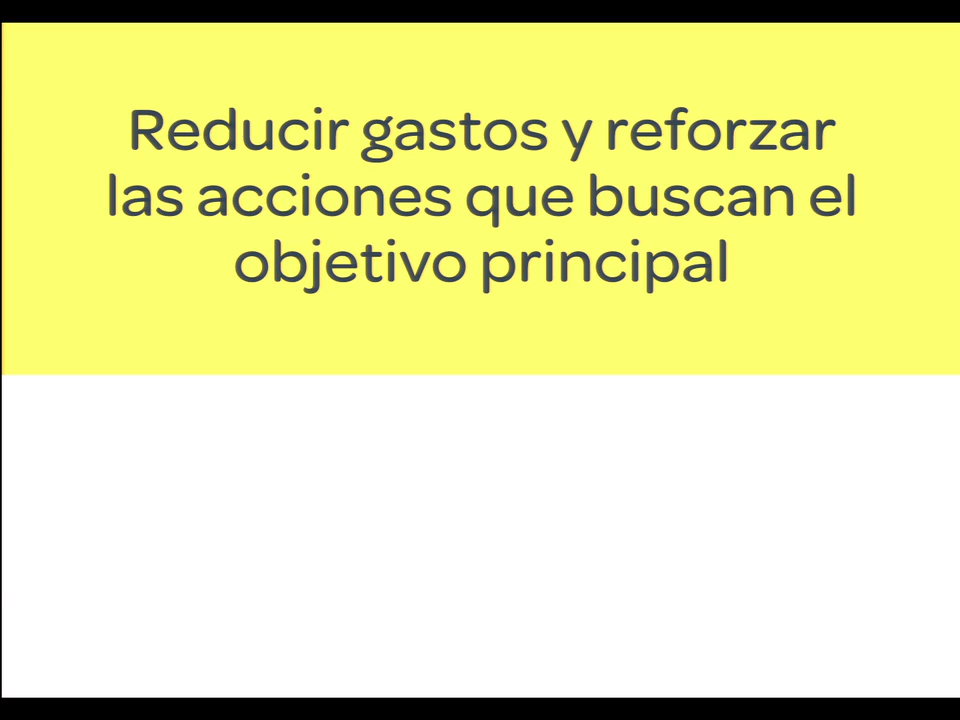 Reducir gastos y reforzar
las acciones que buscan el
objetivo principal